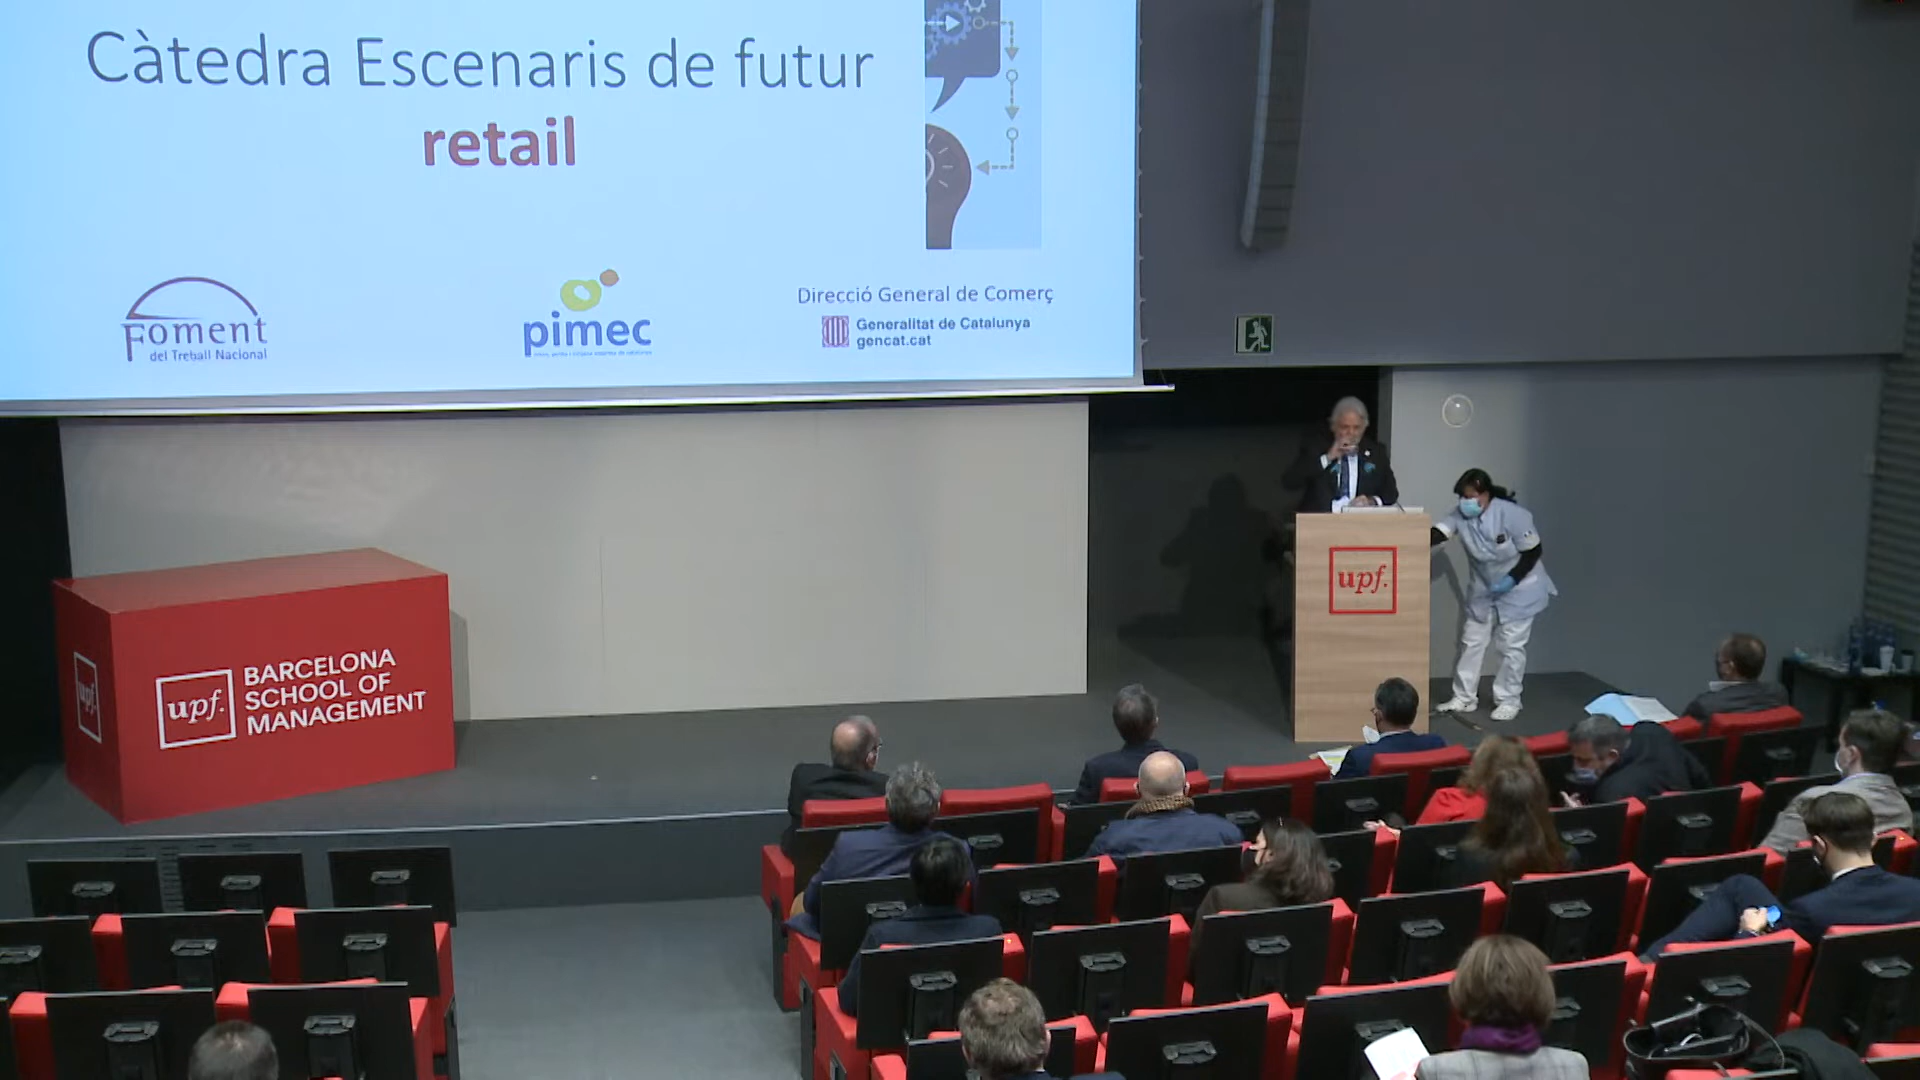 Càtedra Escenaris de futur
retail
Foment
del Treball Nacional
pimec
Direcció General de Comerç
Generalitat de Catalunya
gencat.cat
upf.
upf.
upf.
BARCELONA
SCHOOL OF
MANAGEMENT